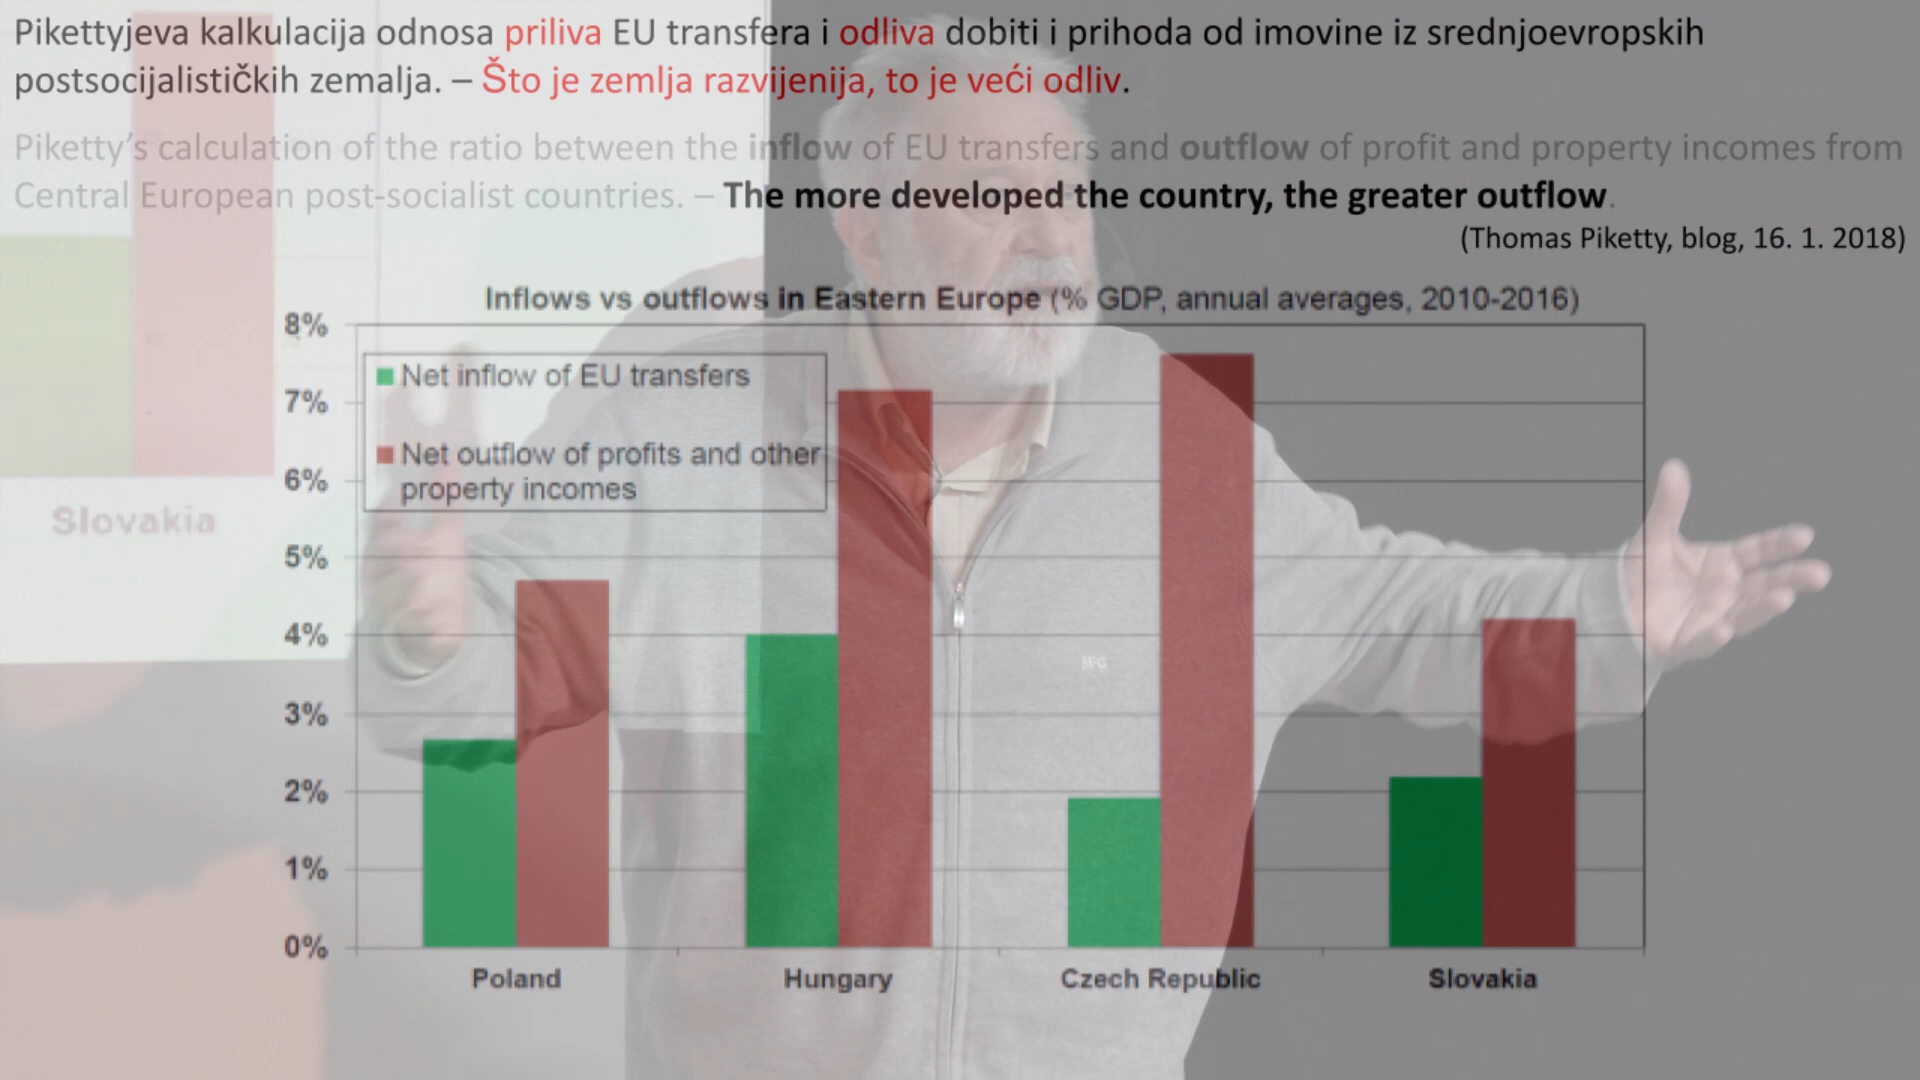 Pikettyjeva kalkulacija odnosa priliva EU transfera i odliva dobiti i prihoda od imovine iz srednjoevropskih
postsocijalističkih zemalja. – Što je zemlja razvijenija, to je veći odliv.
Piketty’s calculation of the ratio between the inflow of EU transfers and outflow of profit and property incomes from
Central European post-socialist countries. – The more developed the country, the greater outflow.
(Thomas Piketty, blog, 16. 1. 2018)
Inflows vs outflows in Eastern Europe (% GDP, annual averages, 2010-2016)
8%
Net inflow of EU transfers
7%
Net outflow of profits and other
property incomes
6%
Slovakia
5%
4%
3%
2%
1%
0%
Poland Hungary Czech Republic Slovakia